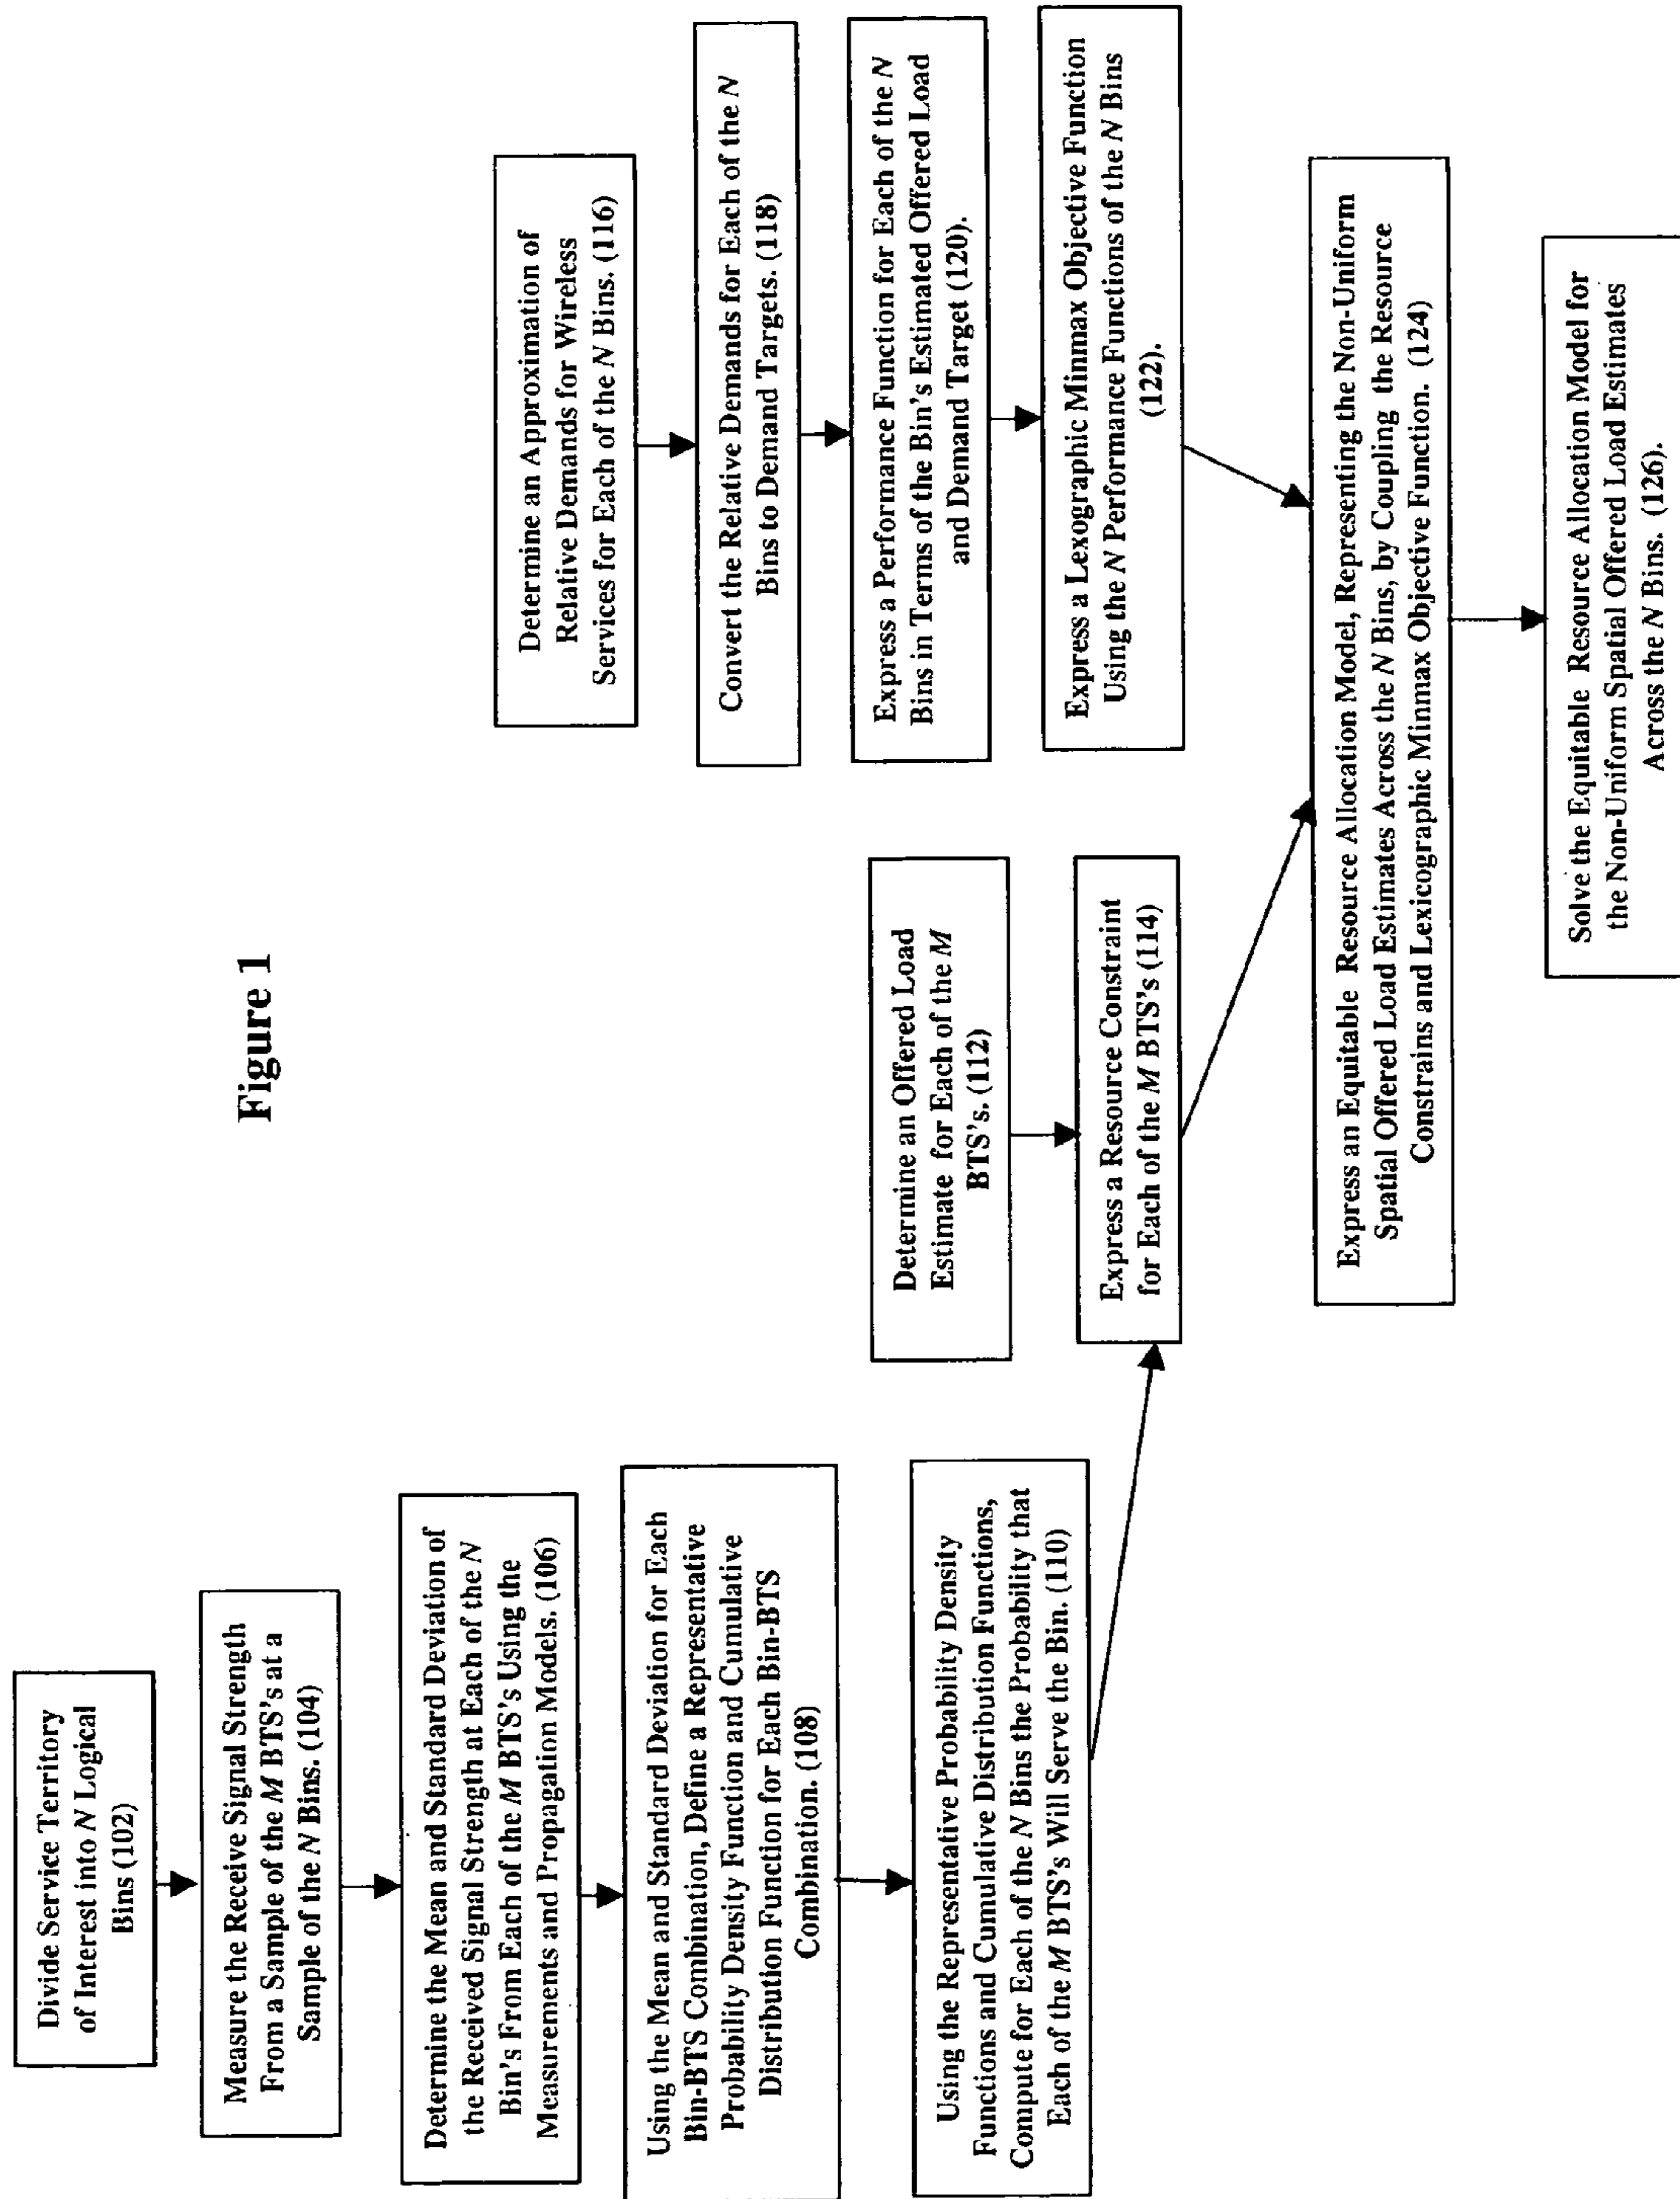 Figure 1
Divide Service Territory
of Interest into N Logical
Bins (102)
Measure the Receive Signal Strength
From a Sample of the M BTS's at a
Sample of the N Bins. (104)
Determine the Mean and Standard Deviation of
the Received Signal Strength at Each of the N
Bin's From Each of the M BTS's Using the
Measurements and Propagation Models. (106)
Using the Mean and Standard Deviation for Each
Bin-BTS Combination, Define a Representative
Probability Density Function and Cumulative
Distribution Function for Each Bin-BTS
Combination. (108)
Using the Representative Probability Density
Functions and Cumulative Distribution Functions,
Compute for Each of the N Bins the Probability that
Each of the M BTS's Will Serve the Bin. (110)
Determine an Offered Load
Estimate for Each of the M
BTS's. (112)
Express a Resource Constraint
for Each of the M BTS's (114)
Determine an Approximation of
Relative Demands for Wireless
Services for Each of the N Bins. (116)
Convert the Relative Demands for Each of the N
Bins to Demand Targets. (118)
Express a Performance Function for Each of the N
Bins in Terms of the Bin's Estimated Offered Load
and Demand Target (120).
Express a Lexographic Minmax Objective Function
Using the N Performance Functions of the N Bins
(122).
Express an Equitable Resource Allocation Model, Representing the Non-Uniform
Spatial Offered Load Estimates Across the N Bins, by Coupling the Resource
Constrains and Lexicographic Minmax Objective Function. (124)
Solve the Equitable Resource Allocation Model for
the Non-Uniform Spatial Offered Load Estimates
Across the N Bins. (126).